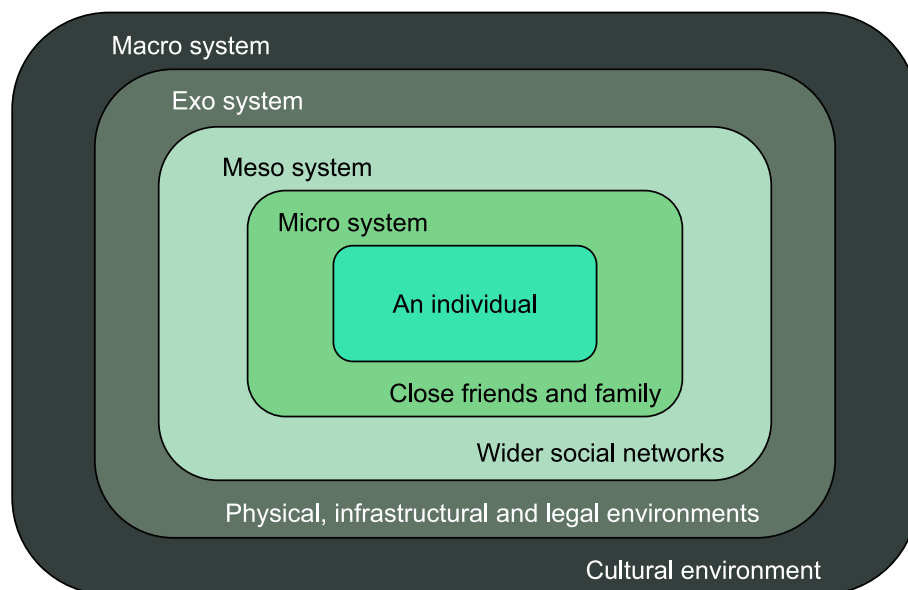 Macro system
Exo system
Meso system
Micro system
An individual
Close friends and family
Wider social networks
Physical, infrastructural and legal environments
Cultural environment